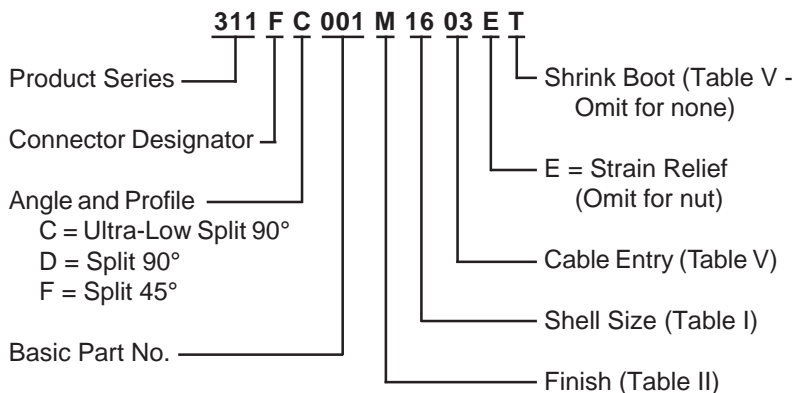 311 F C 001 M 16 03 E T
Product Series
Connector Designator
Angle and Profile
C = Ultra-Low Split 90°
D = Split 90°
F = Split 45°
Basic Part No.
Shrink Boot (Table V -
Omit for none)
E = Strain Relief
(Omit for nut)
Cable Entry (Table V)
Shell Size (Table I)
Finish (Table II)